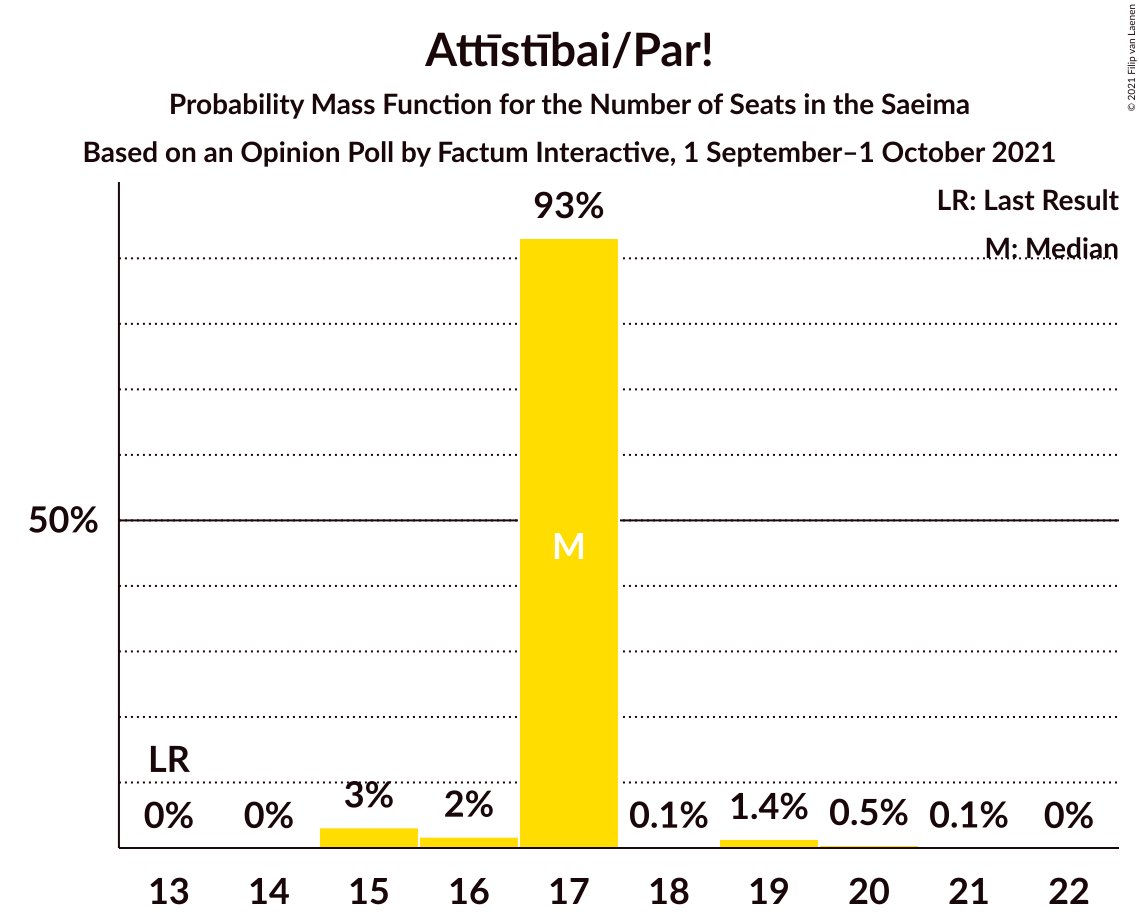 Attīstībai/Par!
Probability Mass Function for the Number of Seats in the Saeima
Based on an Opinion Poll by Factum Interactive, 1 September–1 October 2021
© 2021 Filip van Laenen
LR: Last Result
M: Median
93%
50%
M
LR
0%
0%
3%
2%
0.1%
1.4%
0.5%
0.1%
0%
13 14 15 16 17 18 19 20 21 22